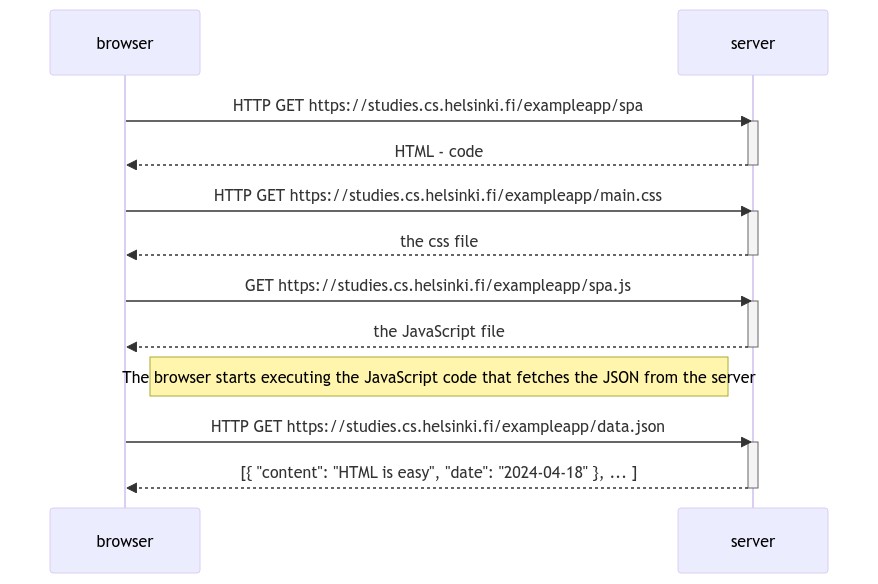 browser server
HTTP GET https://studies.cs.helsinki.fi/exampleapp/spa
HTML - code
HTTP GET https://studies.cs.helsinki.fi/exampleapp/main.css
the css file
GET https://studies.cs.helsinki.fi/exampleapp/spa.js
the JavaScript file
The browser starts executing the JavaScript code that fetches the JSON from the server
HTTP GET https://studies.cs.helsinki.fi/exampleapp/data.json
[{ "content": "HTML is easy", "date": "2024-04-18" }, ... ]
browser server